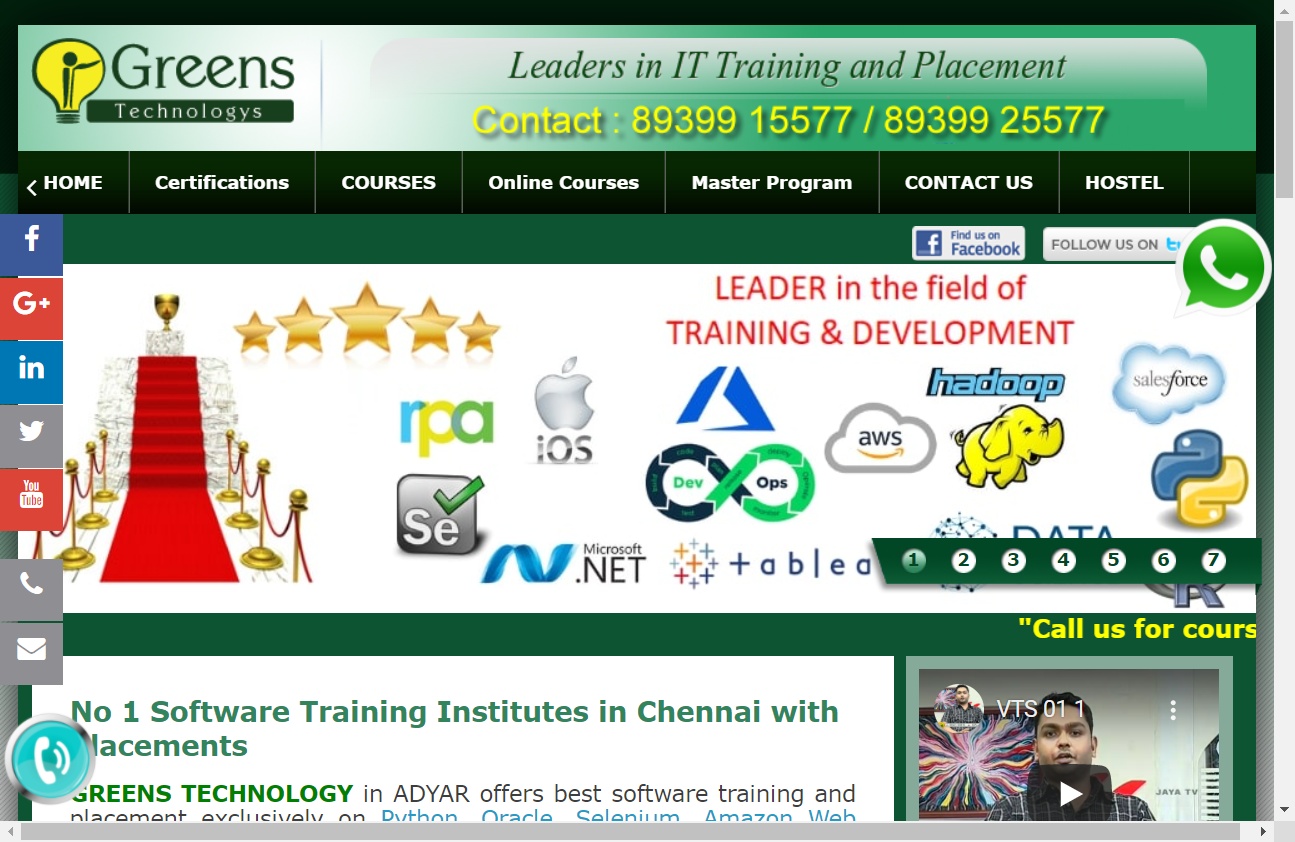 Greens
Technologys
Leaders in IT Training and Placement
Contact : 89399 15577 / 89399 25577
HOME
Certifications
COURSES
Online Courses
Master Program
CONTACT US
HOSTEL
Find us on
Facebook
FOLLOW US ON
G+
in
You
Tube
LEADER in the field of
TRAINING & DEVELOPMENT
rpa
iOS
hadoop
salesforce
aws
Dev Ops
Se
Microsoft
.NET
+ a b l e a
DATA
R
1 2 3 4 5 6 7
"Call us for cours
No 1 Software Training Institutes in Chennai with
lacements
GREENS TECHNOLOGY in ADYAR offers best software training and
placement exclusively on Python, Oracle, Selenium, Amazon Web
VTS 01 1
JAYA TV